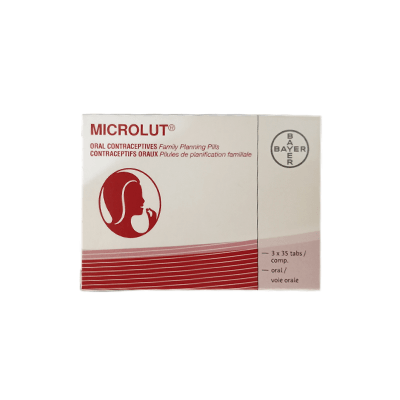 MICROLUT®
ORAL CONTRACEPTIVES Family Planning Pills
CONTRACEPTIFS ORAUX Pilules de planification familiale
BAYER
BAYER
— 3 x 35 tabs /
comp.
— oral /
voie orale